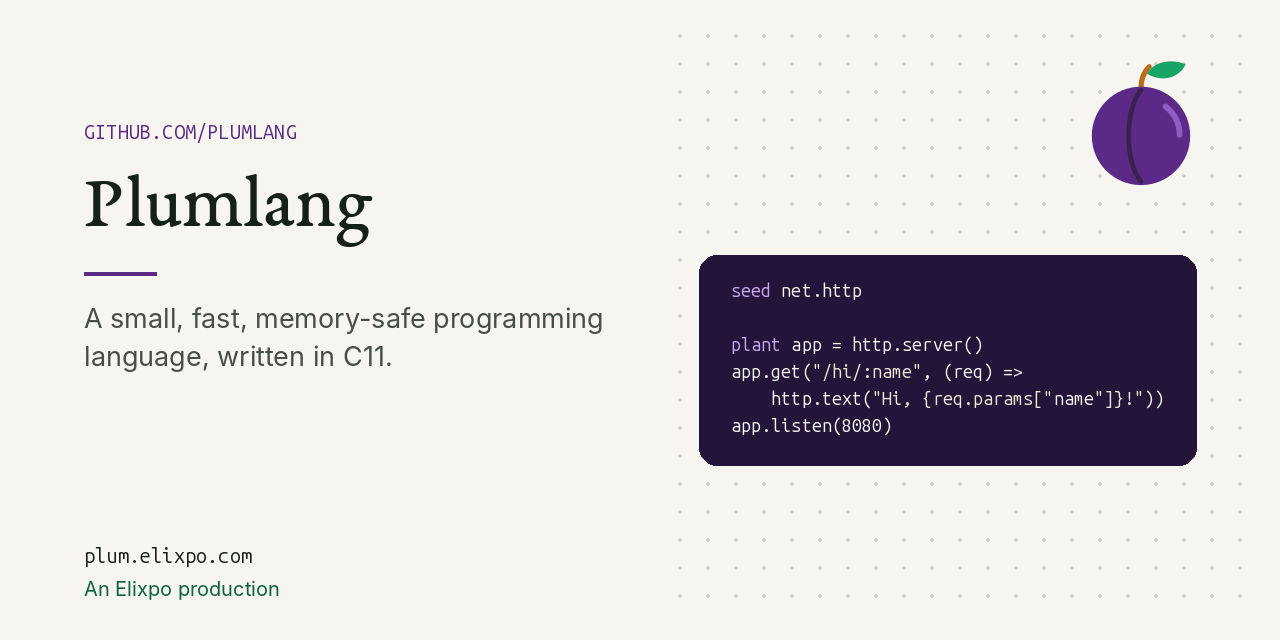 GITHUB.COM/PLUMLANG
Plumlang
A small, fast, memory-safe programming
language, written in C11.
plum.elixpo.com
An Elixpo production
seed net.http
plant app = http.server()
app.get("/hi/:name", (req) =>
    http.text("Hi, {req.params["name"]}!"))
app.listen(8080)